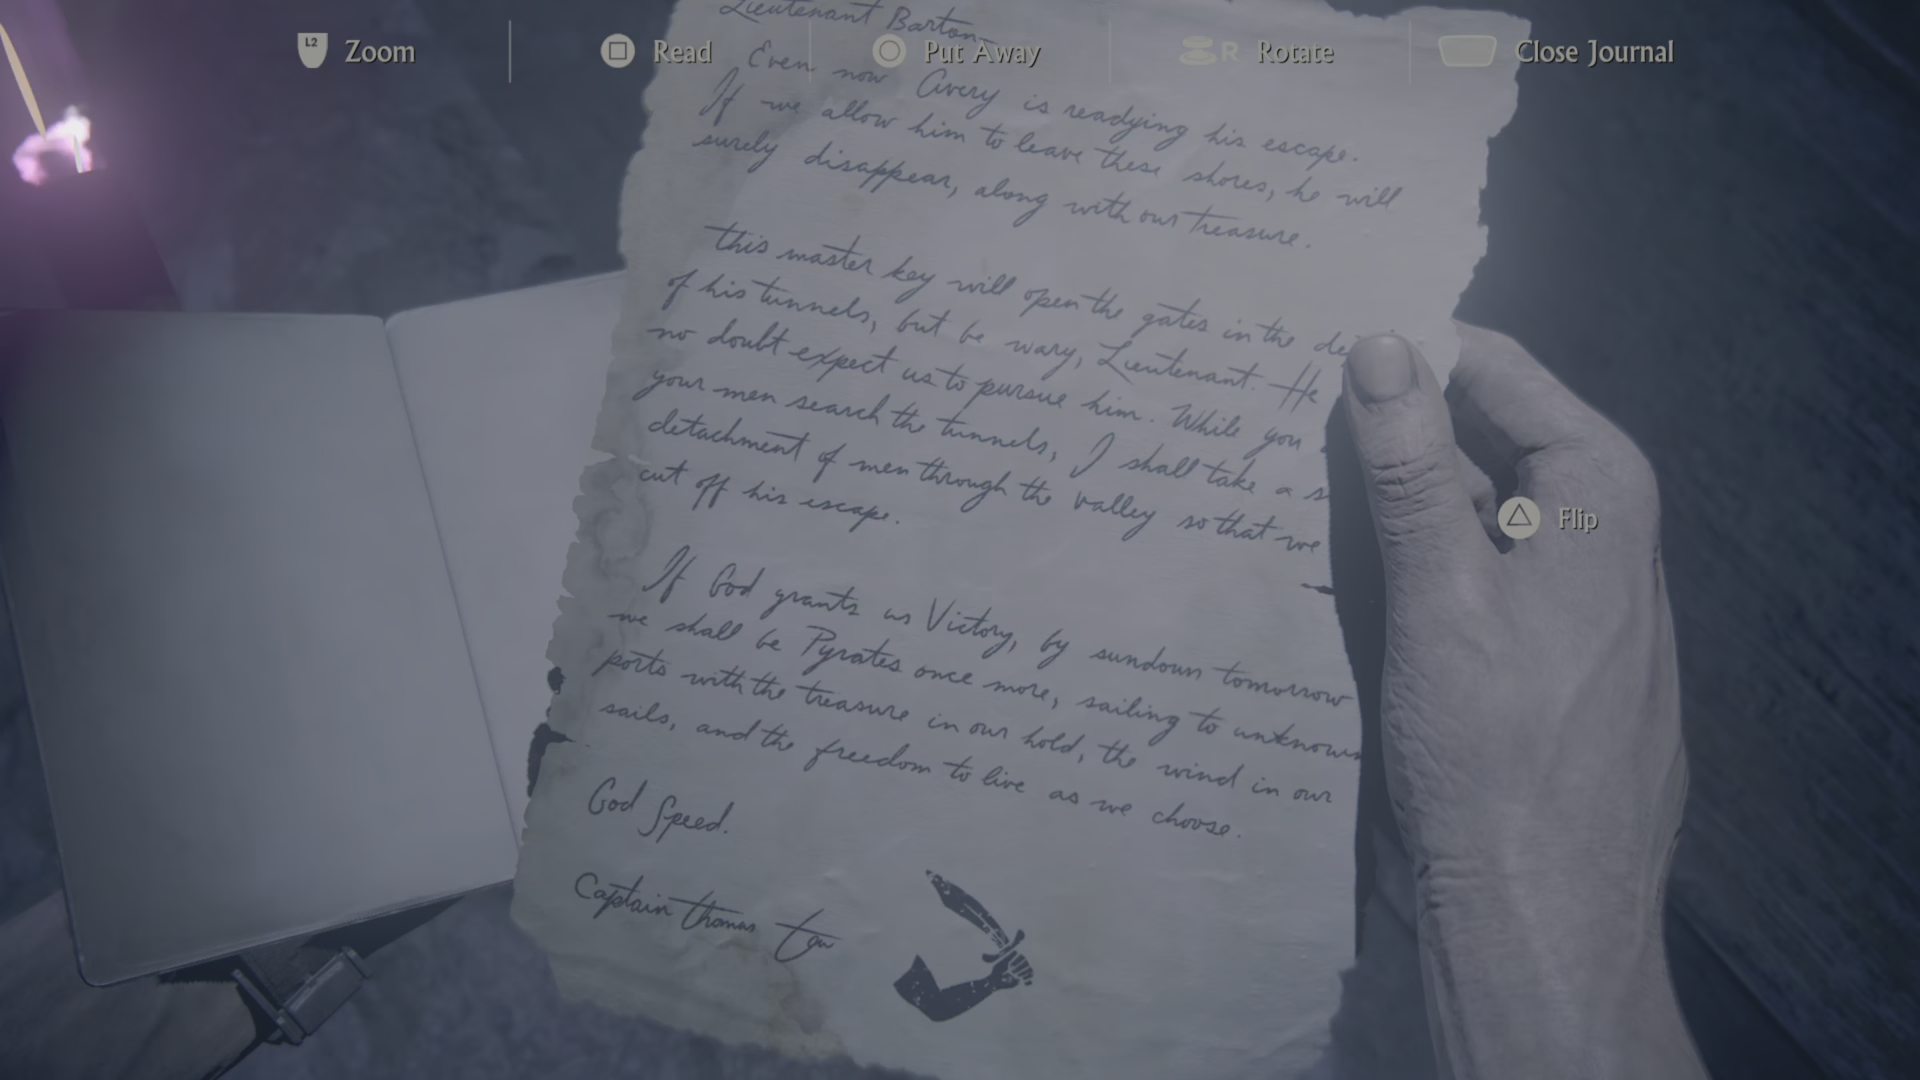 L2 Zoom
Read
Put Away
R Rotate
Close Journal
Lieutenant Barton
Even now Avery is readying his escape.
If we allow him to leave these shores, he will
surely disappear, along with our treasure.
this master key will open the gates in the
of his tunnels, but be wary, Lieutenant. He
no doubt expect us to pursue him. While you
your men search the tunnels, I shall take a
detachment of men through the valley so that we
cut off his escape.
If God grants us Victory, by sundown tomorrow
we shall be Pyrates once more, sailing to unknown
ports with the treasure in our hold, the wind in our
sails, and the freedom to live as we choose.
God Speed.
Captain Thomas Tew
Flip